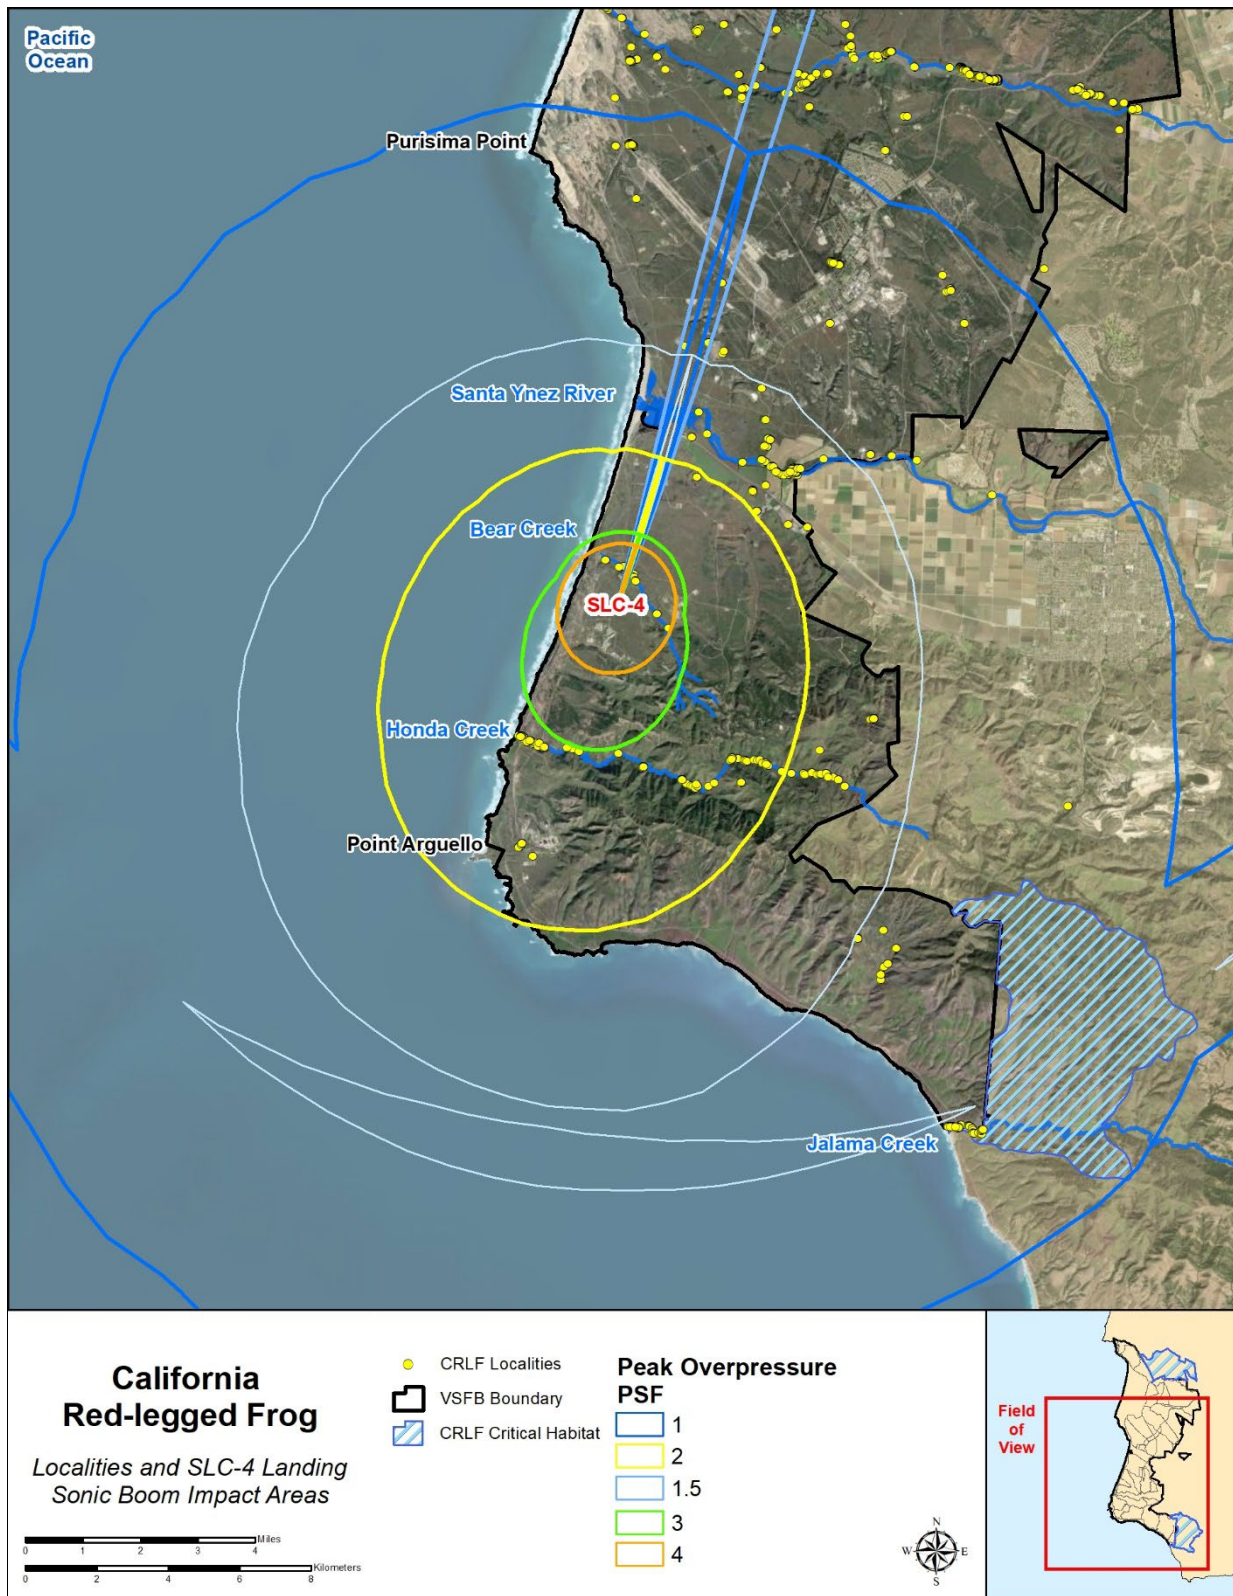 Pacific
Ocean
Purisima Point
Santa Ynez River
Bear Creek
SLC-4
Honda Creek
Point Arguello
Jalama Creek
California
Red-legged Frog
Localities and SLC-4 Landing
Sonic Boom Impact Areas
Miles
0 1 2 3 4
Kilometers
0 2 4 6 8
CRLF Localities
VSFB Boundary
CRLF Critical Habitat
Peak Overpressure
PSF
1
2
1.5
3
4
N
W E
S
Field
of
View